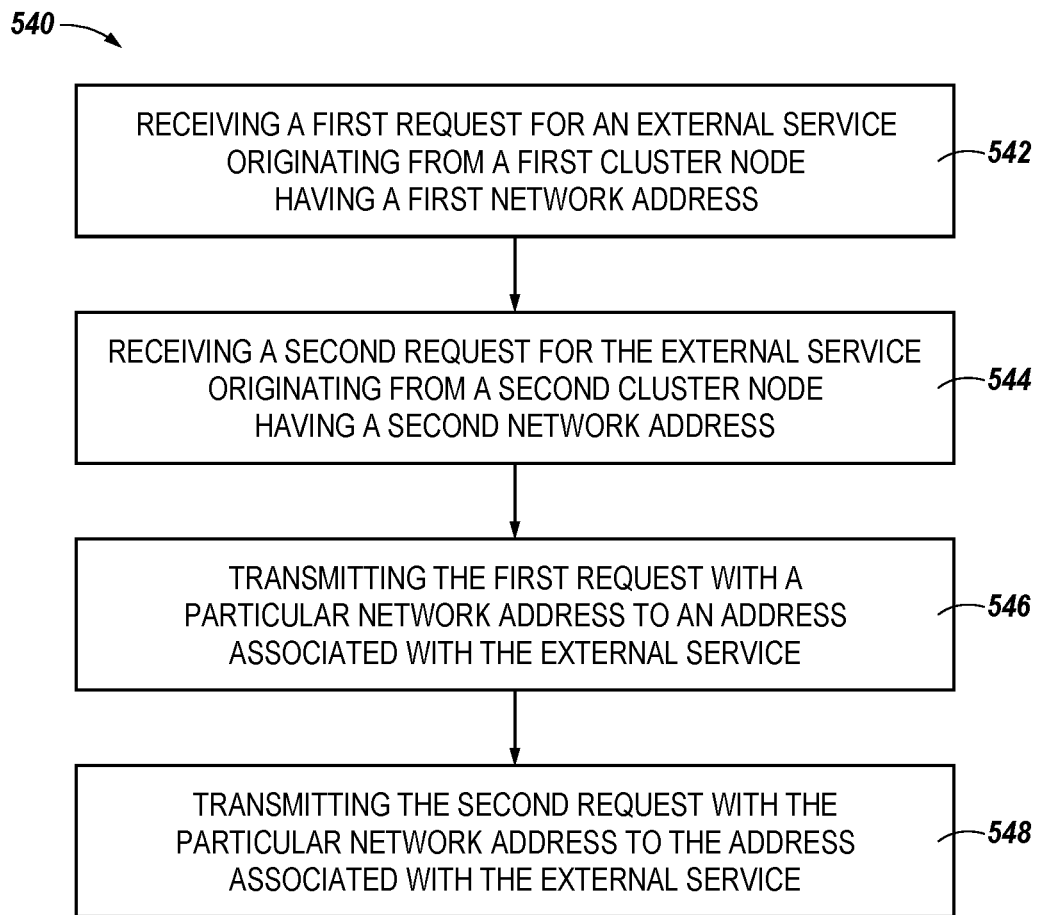 540
RECEIVING A FIRST REQUEST FOR AN EXTERNAL SERVICE
ORIGINATING FROM A FIRST CLUSTER NODE
HAVING A FIRST NETWORK ADDRESS
542
RECEIVING A SECOND REQUEST FOR THE EXTERNAL SERVICE
ORIGINATING FROM A SECOND CLUSTER NODE
HAVING A SECOND NETWORK ADDRESS
544
TRANSMITTING THE FIRST REQUEST WITH A
PARTICULAR NETWORK ADDRESS TO AN ADDRESS
ASSOCIATED WITH THE EXTERNAL SERVICE
546
TRANSMITTING THE SECOND REQUEST WITH THE
PARTICULAR NETWORK ADDRESS TO THE ADDRESS
ASSOCIATED WITH THE EXTERNAL SERVICE
548